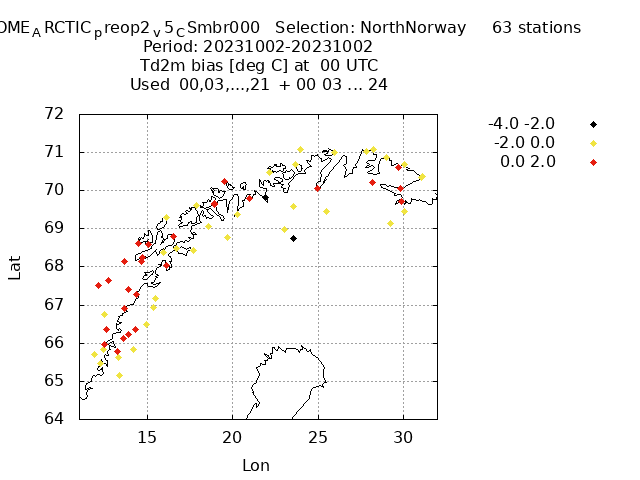 OME A RCTIC p reop2 v 5 C Smbr000 Selection: NorthNorway 63 stations
Period: 20231002-20231002
Td2m bias [deg C] at 00 UTC
Used 00,03,...,21 + 00 03 ... 24
-4.0 -2.0
-2.0 0.0
0.0 2.0
72
71
70
69
68
67
66
65
64
Lat
15 20 25 30
Lon